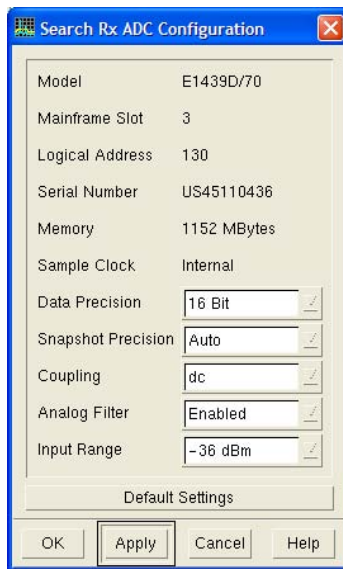 Search Rx ADC Configuration
Model E1439D/70
Mainframe Slot 3
Logical Address 130
Serial Number US45110436
Memory 1152 MBytes
Sample Clock Internal
Data Precision 16 Bit
Snapshot Precision Auto
Coupling dc
Analog Filter Enabled
Input Range -36 dBm
Default Settings
OK Apply Cancel Help